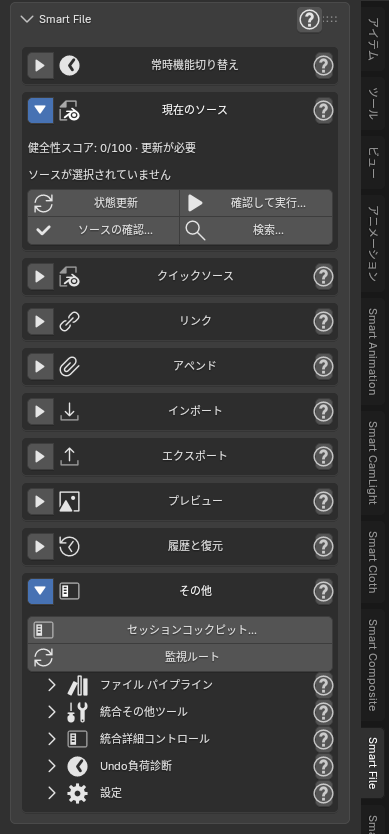 Smart File
常時機能切り替え
現在のソース
健全性スコア: 0/100 · 更新が必要
ソースが選択されていません
状態更新
確認して実行...
ソースの確認...
検索...
クイックソース
リンク
アペンド
インポート
エクスポート
プレビュー
履歴と復元
その他
セッションコックピット...
監視ルート
ファイル パイプライン
統合その他ツール
統合詳細コントロール
Undo負荷診断
設定
アイテム
ツール
ビュー
アニメーション
Smart Animation
Smart CamLight
Smart Cloth
Smart Composite
Smart File